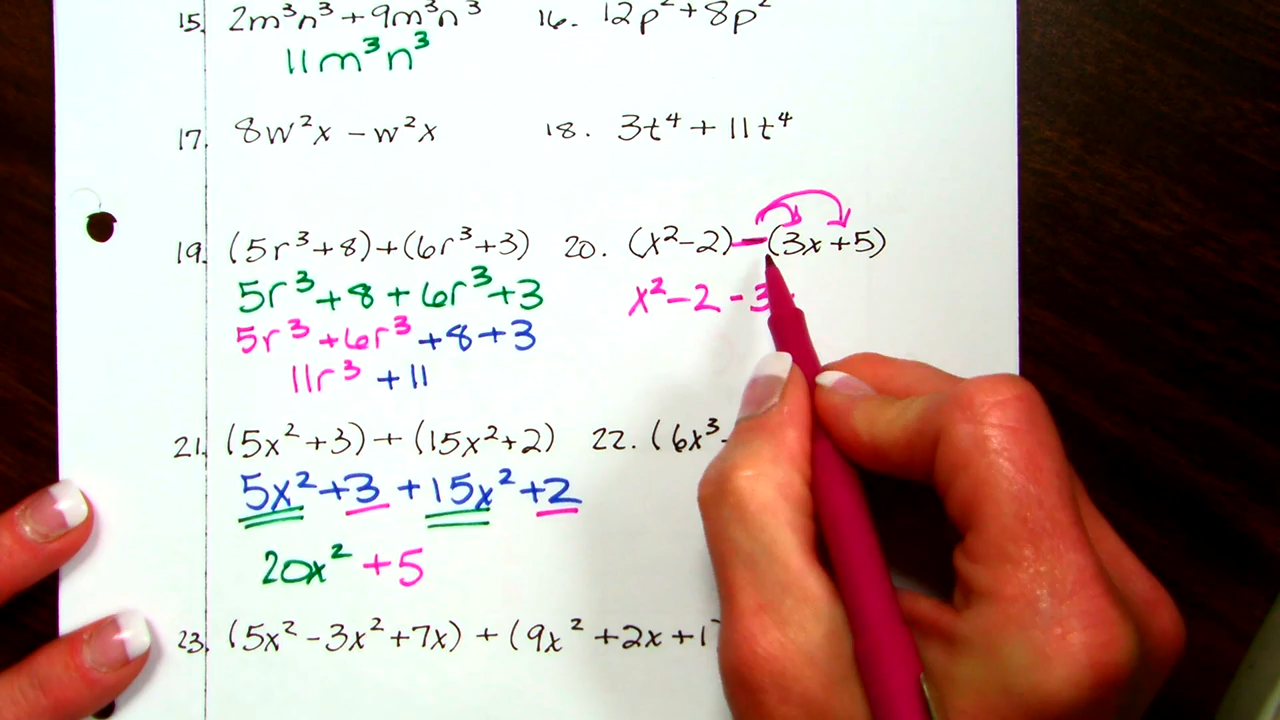 15. 2m³n³ + 9m³n³ 16. 12p² + 8p²
11m³n³
17. 8w²x - w²x 18. 3t⁴ + 11t⁴
19. (5r³+8)+(6r³+3) 20. (x²-2)-(3x+5)
5r³+8+6r³+3 x²-2-3
5r³+6r³+8+3
11r³+11
21. (5x²+3)+(15x²+2) 22. (6x³-
5x²+3+15x²+2
20x²+5
23. (5x²-3x²+7x)+(9x²+2x+1